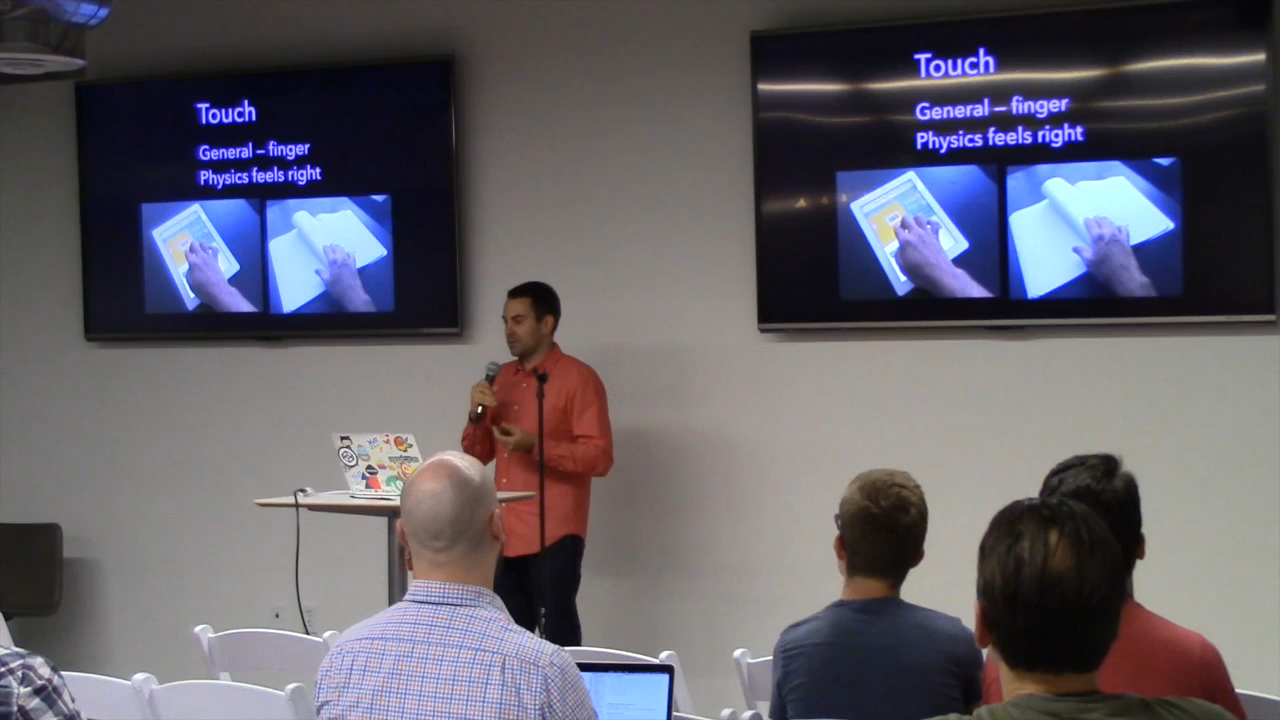 Touch
General – finger
Physics feels right
Touch
General – finger
Physics feels right